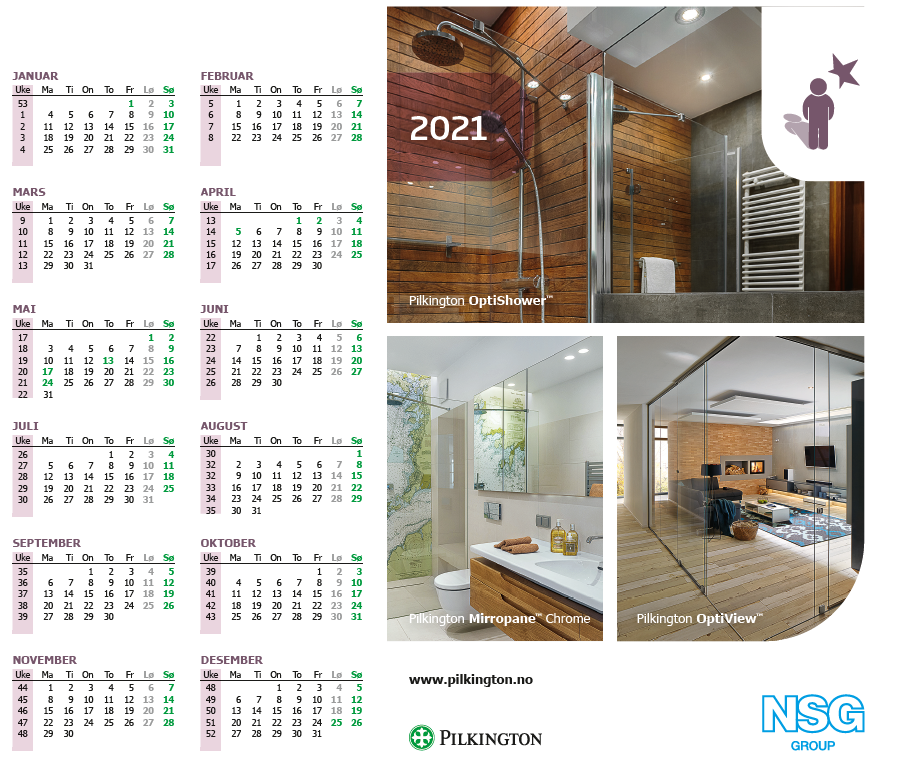 JANUAR
Uke Ma Ti On To Fr Lø Sø
53 1 2 3
1 4 5 6 7 8 9 10
2 11 12 13 14 15 16 17
3 18 19 20 21 22 23 24
4 25 26 27 28 29 30 31
FEBRUAR
Uke Ma Ti On To Fr Lø Sø
5 1 2 3 4 5 6 7
6 8 9 10 11 12 13 14
7 15 16 17 18 19 20 21
8 22 23 24 25 26 27 28
MARS
Uke Ma Ti On To Fr Lø Sø
9 1 2 3 4 5 6 7
10 8 9 10 11 12 13 14
11 15 16 17 18 19 20 21
12 22 23 24 25 26 27 28
13 29 30 31
APRIL
Uke Ma Ti On To Fr Lø Sø
13 1 2 3 4
14 5 6 7 8 9 10 11
15 12 13 14 15 16 17 18
16 19 20 21 22 23 24 25
17 26 27 28 29 30
MAI
Uke Ma Ti On To Fr Lø Sø
17 1 2
18 3 4 5 6 7 8 9
19 10 11 12 13 14 15 16
20 17 18 19 20 21 22 23
21 24 25 26 27 28 29 30
22 31
JUNI
Uke Ma Ti On To Fr Lø Sø
22 1 2 3 4 5 6
23 7 8 9 10 11 12 13
24 14 15 16 17 18 19 20
25 21 22 23 24 25 26 27
26 28 29 30
JULI
Uke Ma Ti On To Fr Lø Sø
26 1 2 3 4
27 5 6 7 8 9 10 11
28 12 13 14 15 16 17 18
29 19 20 21 22 23 24 25
30 26 27 28 29 30 31
AUGUST
Uke Ma Ti On To Fr Lø Sø
30 1
32 2 3 4 5 6 7 8
32 9 10 11 12 13 14 15
33 16 17 18 19 20 21 22
34 23 24 25 26 27 28 29
35 30 31
SEPTEMBER
Uke Ma Ti On To Fr Lø Sø
35 1 2 3 4 5
36 6 7 8 9 10 11 12
37 13 14 15 16 17 18 19
38 20 21 22 23 24 25 26
39 27 28 29 30
OKTOBER
Uke Ma Ti On To Fr Lø Sø
39 1 2 3
40 4 5 6 7 8 9 10
41 11 12 13 14 15 16 17
42 18 19 20 21 22 23 24
43 25 26 27 28 29 30 31
NOVEMBER
Uke Ma Ti On To Fr Lø Sø
44 1 2 3 4 5 6 7
45 8 9 10 11 12 13 14
46 15 16 17 18 19 20 21
47 22 23 24 25 26 27 28
48 29 30
DESEMBER
Uke Ma Ti On To Fr Lø Sø
48 1 2 3 4 5
49 6 7 8 9 10 11 12
50 13 14 15 16 17 18 19
51 20 21 22 23 24 25 26
52 27 28 29 30 31
2021
Pilkington OptiShower™
Pilkington Mirropane™ Chrome
Pilkington OptiView™
www.pilkington.no
PILKINGTON
NSG
GROUP